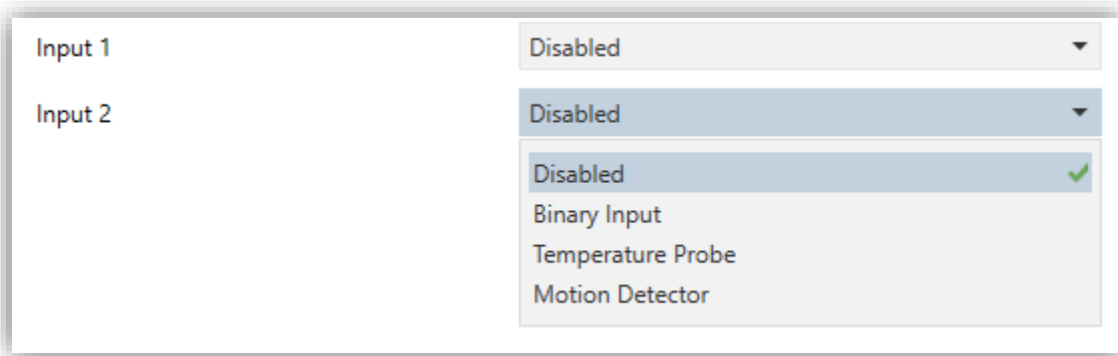 Input 1 Disabled
Input 2 Disabled
Disabled
Binary Input
Temperature Probe
Motion Detector